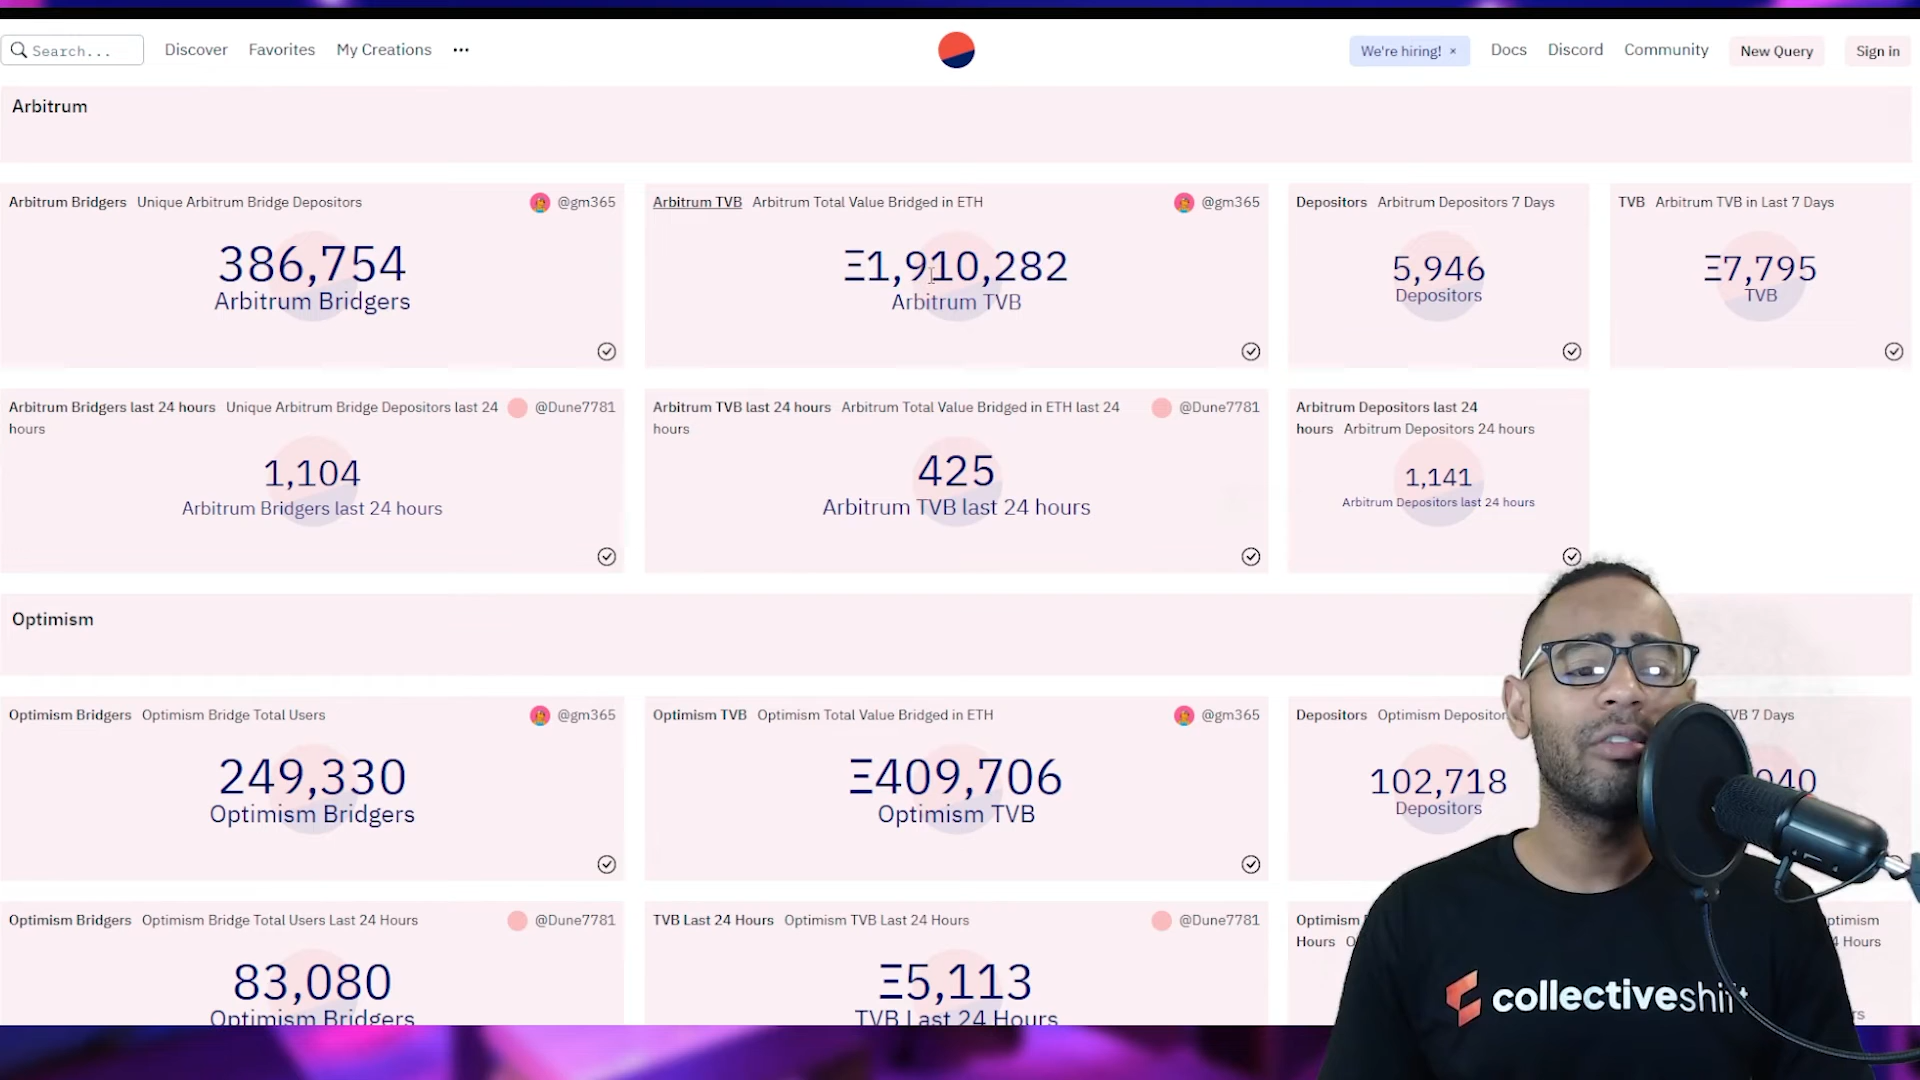 Search...
Discover
Favorites
My Creations
We're hiring! ×
Docs
Discord
Community
New Query
Sign in
Arbitrum
Arbitrum Bridgers Unique Arbitrum Bridge Depositors
@gm365
386,754
Arbitrum Bridgers
Arbitrum TVB Arbitrum Total Value Bridged in ETH
@gm365
Ξ1,910,282
Arbitrum TVB
Depositors Arbitrum Depositors 7 Days
5,946
Depositors
TVB Arbitrum TVB in Last 7 Days
Ξ7,795
TVB
Arbitrum Bridgers last 24 hours Unique Arbitrum Bridge Depositors last 24
hours
@Dune7781
1,104
Arbitrum Bridgers last 24 hours
Arbitrum TVB last 24 hours Arbitrum Total Value Bridged in ETH last 24
hours
@Dune7781
425
Arbitrum TVB last 24 hours
Arbitrum Depositors last 24
hours Arbitrum Depositors 24 hours
1,141
Arbitrum Depositors last 24 hours
Optimism
Optimism Bridgers Optimism Bridge Total Users
@gm365
249,330
Optimism Bridgers
Optimism TVB Optimism Total Value Bridged in ETH
@gm365
Ξ409,706
Optimism TVB
Depositors Optimism Depositor
102,718
Depositors
TVB 7 Days
040
Optimism Bridgers Optimism Bridge Total Users Last 24 Hours
@Dune7781
83,080
Optimism Bridgers
TVB Last 24 Hours Optimism TVB Last 24 Hours
@Dune7781
Ξ5,113
TVB Last 24 Hours
Optimism
Hours
Hours
collectiveshift